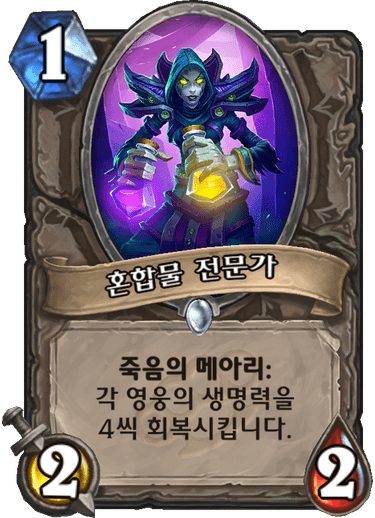 1
혼합물 전문가
죽음의 메아리:
각 영웅의 생명력을
4씩 회복시킵니다.
2
2